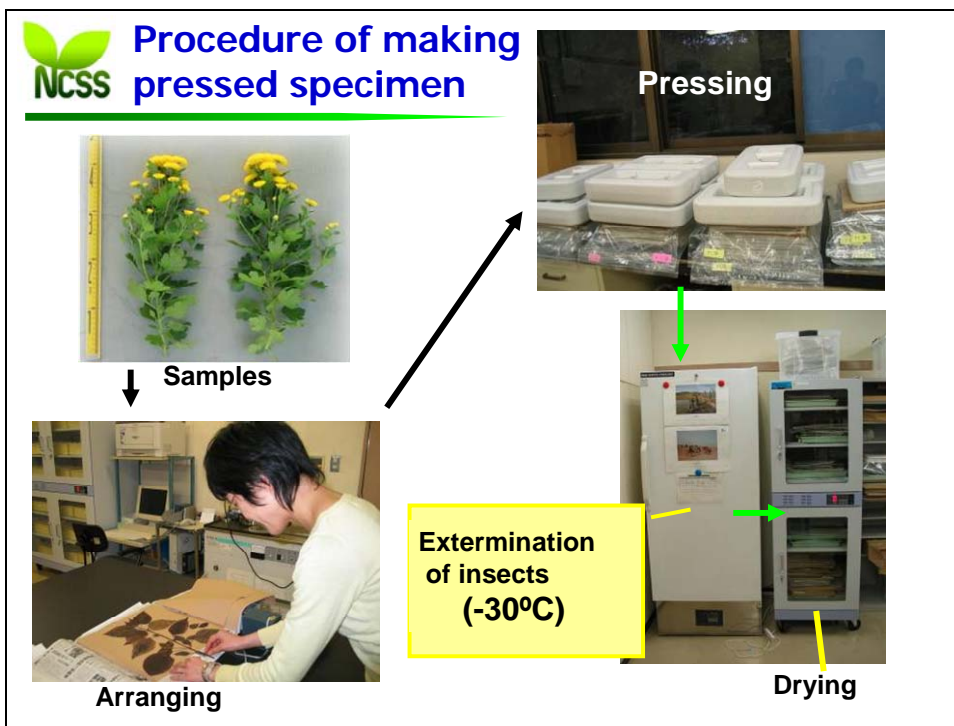 NCSS
Procedure of making
pressed specimen
Samples
Arranging
Pressing
Extermination
of insects
(-30ºC)
Drying